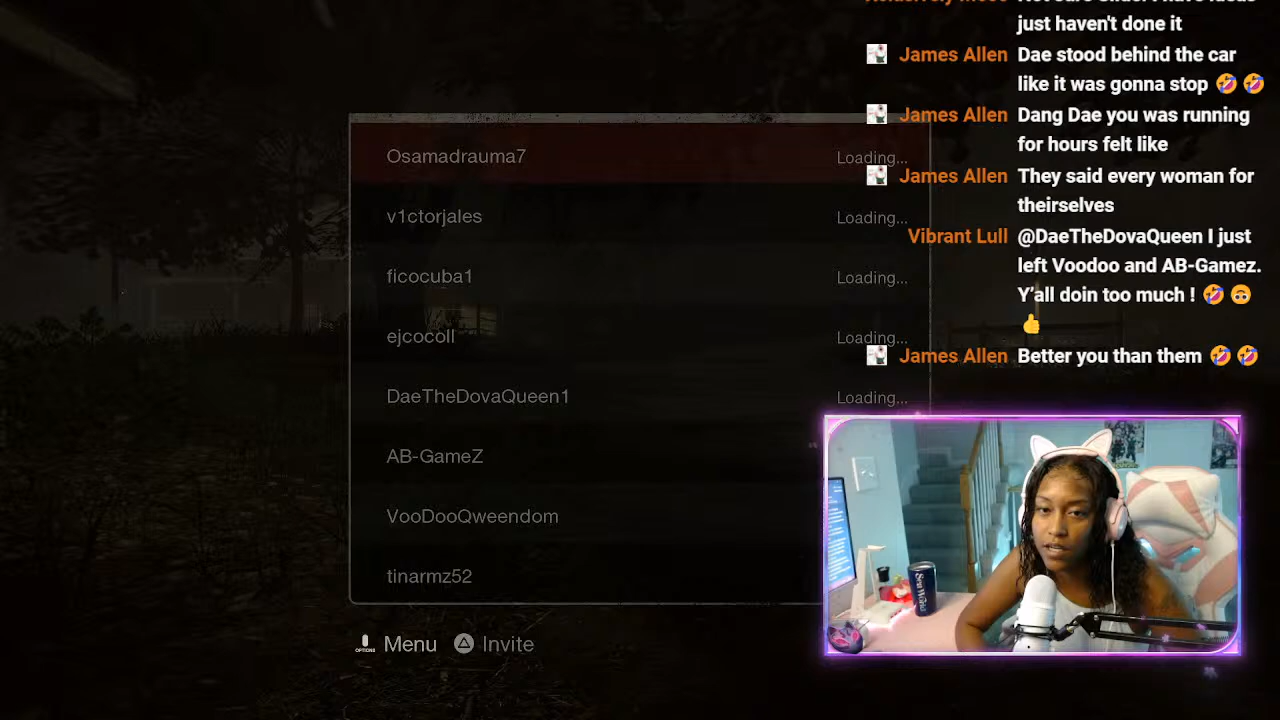 just haven't done it
James Allen Dae stood behind the car
like it was gonna stop 🤣 🤣
James Allen Dang Dae you was running
for hours felt like
James Allen They said every woman for
theirselves
Vibrant Lull @DaeTheDovaQueen I just
left Voodoo and AB-Gamez.
Y'all doin too much ! 🤣 🙃
👍
James Allen Better you than them 🤣 🤣
Osamadrauma7 Loading...
v1ctorjales Loading...
ficocuba1 Loading...
ejcocoll Loading...
DaeTheDovaQueen1 Loading...
AB-GameZ
VooDooQweendom
tinarmz52
OPTIONS Menu Invite